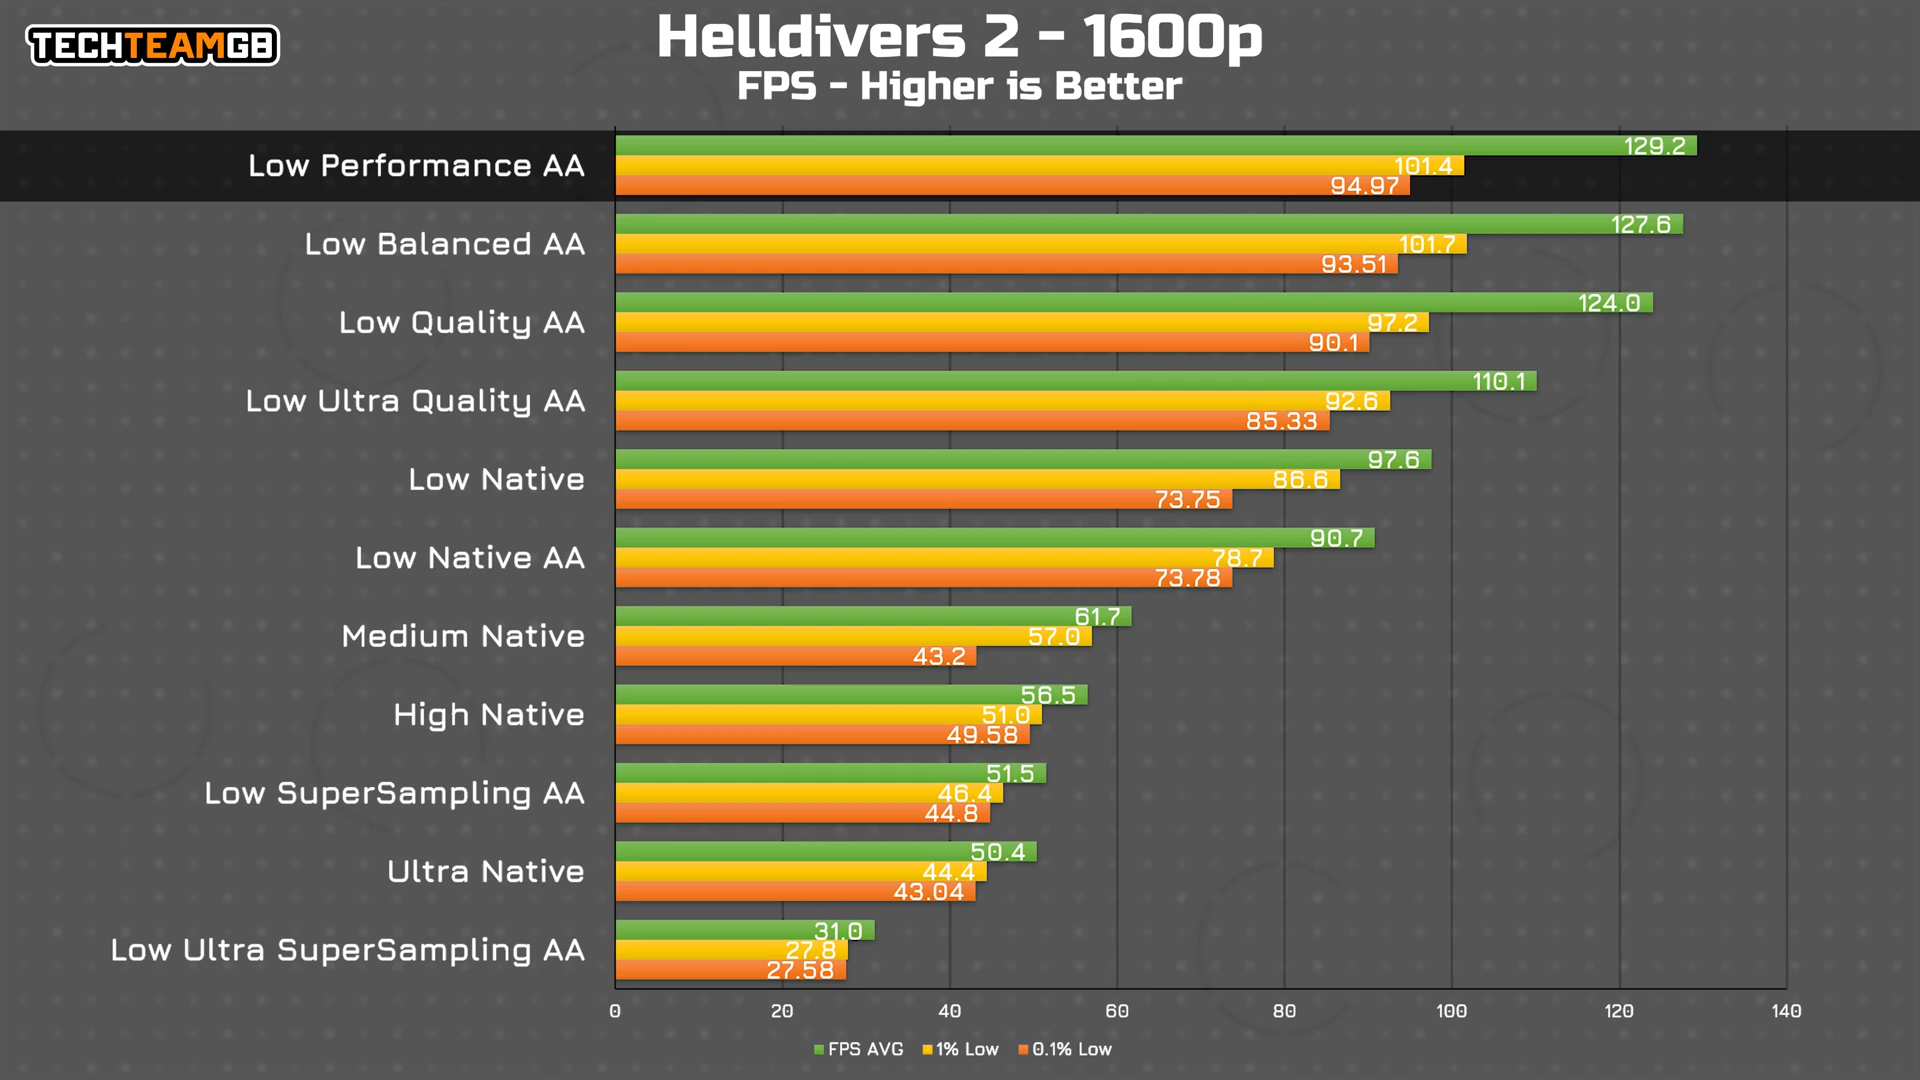 TECHTEAMGB
Helldivers 2 - 1600p
FPS - Higher is Better
Low Performance AA
129.2
101.4
94.97
Low Balanced AA
127.6
101.7
93.51
Low Quality AA
124.0
97.2
90.1
Low Ultra Quality AA
110.1
92.6
85.33
Low Native
97.6
86.6
73.75
Low Native AA
90.7
78.7
73.78
Medium Native
61.7
57.0
43.2
High Native
56.5
51.0
49.58
Low SuperSampling AA
51.5
46.4
44.8
Ultra Native
50.4
44.4
43.04
Low Ultra SuperSampling AA
31.0
27.8
27.58
0 20 40 60 80 100 120 140
FPS AVG 1% Low 0.1% Low